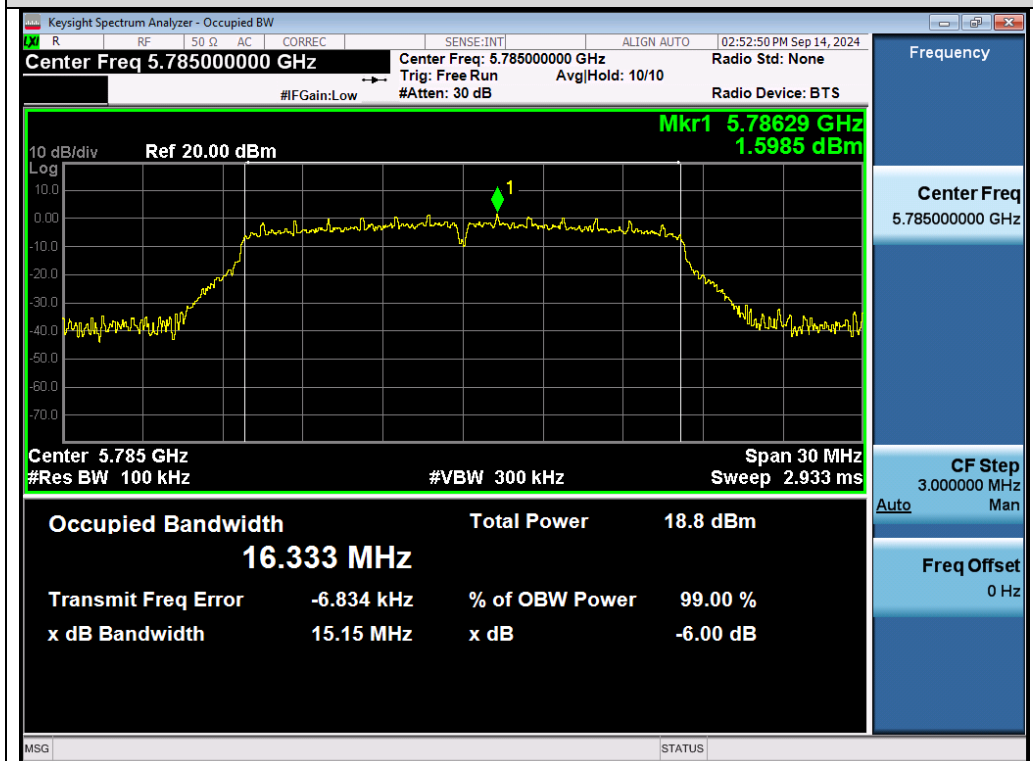 Keysight Spectrum Analyzer - Occupied BW
LXI R RF 50 Ω AC CORREC SENSE:INT ALIGN AUTO 02:52:50 PM Sep 14, 2024
Center Freq 5.785000000 GHz
Center Freq: 5.785000000 GHz
Radio Std: None
Trig: Free Run Avg|Hold: 10/10
#IFGain:Low #Atten: 30 dB Radio Device: BTS
Mkr1 5.78629 GHz
1.5985 dBm
10 dB/div Ref 20.00 dBm
Log
10.0
1
0.00
-10.0
-20.0
-30.0
-40.0
-50.0
-60.0
-70.0
Center 5.785 GHz Span 30 MHz
#Res BW 100 kHz #VBW 300 kHz Sweep 2.933 ms
Occupied Bandwidth Total Power 18.8 dBm
16.333 MHz
Transmit Freq Error -6.834 kHz % of OBW Power 99.00 %
x dB Bandwidth 15.15 MHz x dB -6.00 dB
Frequency
Center Freq
5.785000000 GHz
CF Step
3.000000 MHz
Auto Man
Freq Offset
0 Hz
MSG STATUS